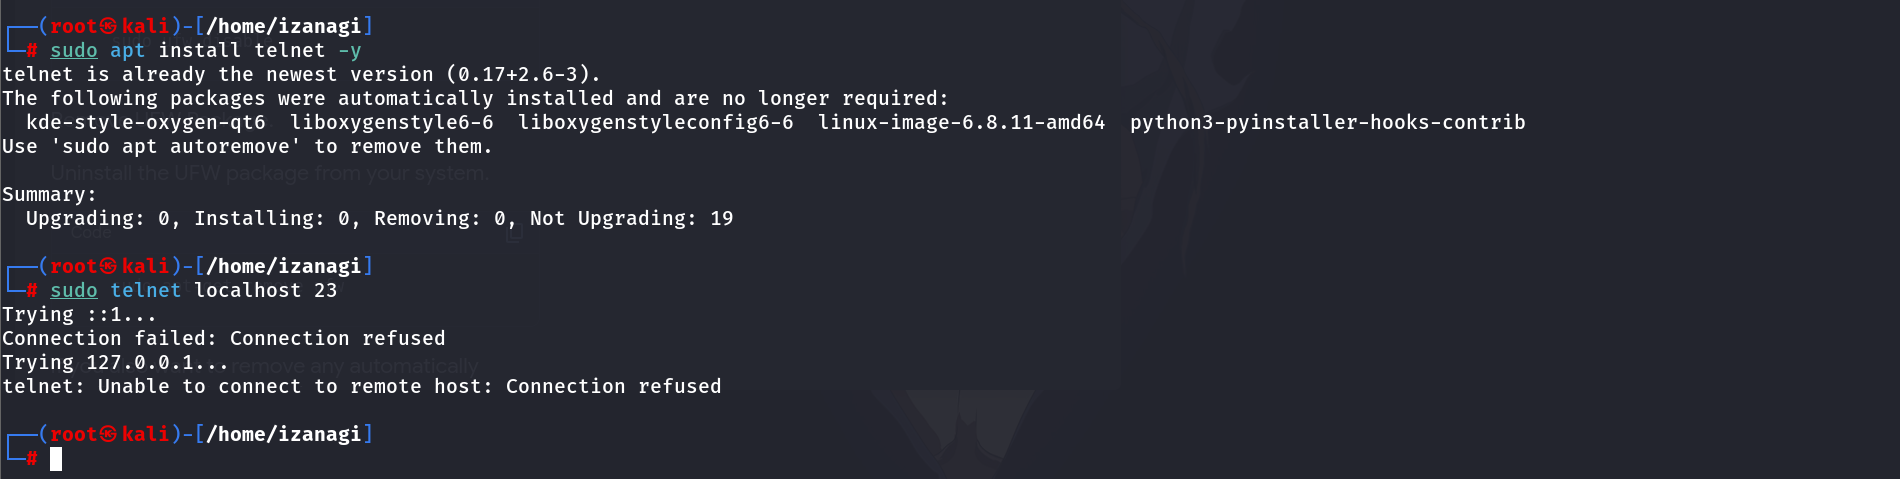 ┌──(root㉿kali)-[/home/izanagi]
└─# sudo apt install telnet -y
telnet is already the newest version (0.17+2.6-3).
The following packages were automatically installed and are no longer required:
  kde-style-oxygen-qt6  liboxygenstyle6-6  liboxygenstyleconfig6-6  linux-image-6.8.11-amd64  python3-pyinstaller-hooks-contrib
Use 'sudo apt autoremove' to remove them.
Uninstall the UFW package from your system.
Summary:
  Upgrading: 0, Installing: 0, Removing: 0, Not Upgrading: 19
Code
┌──(root㉿kali)-[/home/izanagi]
└─# sudo telnet localhost 23
Trying ::1...
Connection failed: Connection refused
Trying 127.0.0.1...
remove any automatically
telnet: Unable to connect to remote host: Connection refused
┌──(root㉿kali)-[/home/izanagi]
└─#